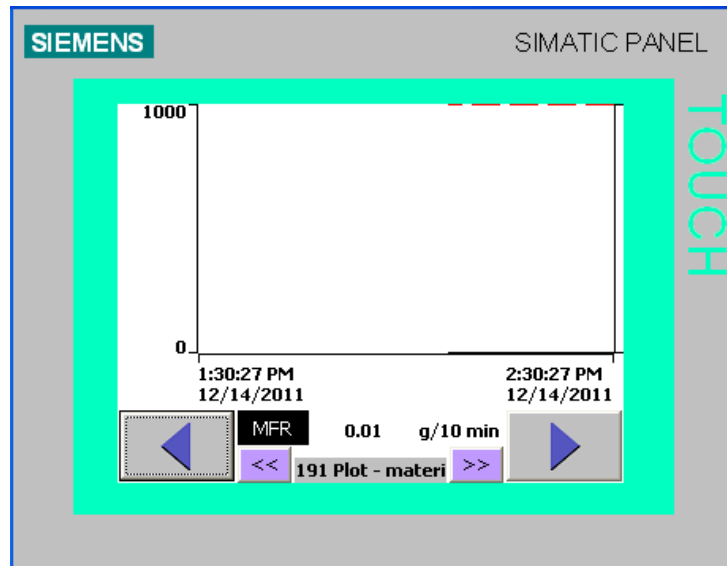 SIEMENS
SIMATIC PANEL
TOUCH
1000
0
1:30:27 PM
12/14/2011
2:30:27 PM
12/14/2011
MFR
0.01
g/10 min
<<
191 Plot - materi
>>